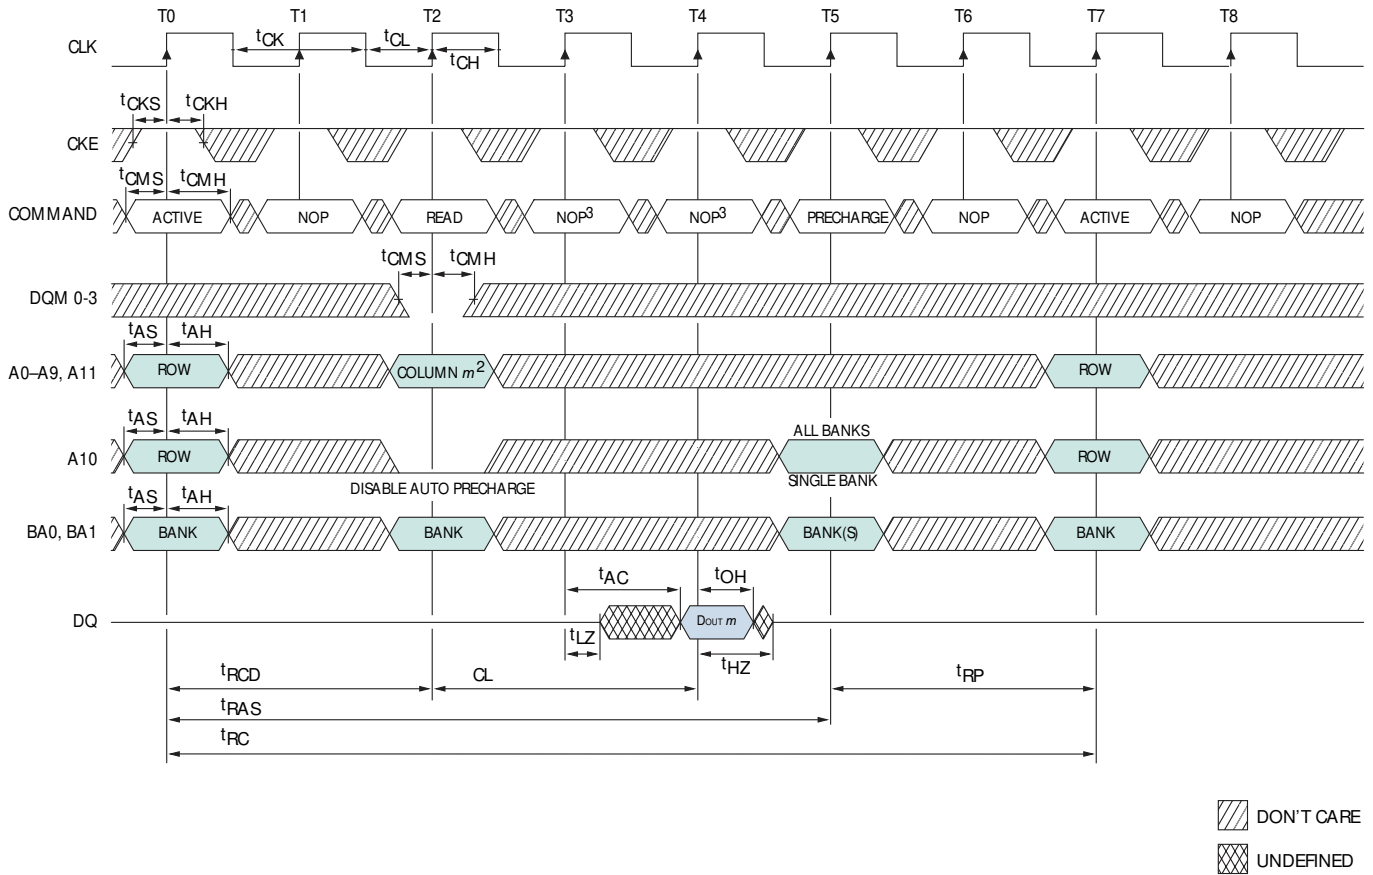 T0 T1 T2 T3 T4 T5 T6 T7 T8
CLK tCK tCL tCH
tCKS tCKH
CKE
tCMS tCMH
COMMAND ACTIVE NOP READ NOP3 NOP3 PRECHARGE NOP ACTIVE NOP
tCMS tCMH
DQM 0-3
tAS tAH
A0–A9, A11 ROW COLUMN m2 ROW
tAS tAH ALL BANKS
A10 ROW ROW
DISABLE AUTO PRECHARGE SINGLE BANK
tAS tAH
BA0, BA1 BANK BANK BANK(S) BANK
tAC tOH
DQ DOUT m
tLZ tHZ
tRCD CL tRP
tRAS
tRC
DON'T CARE
UNDEFINED